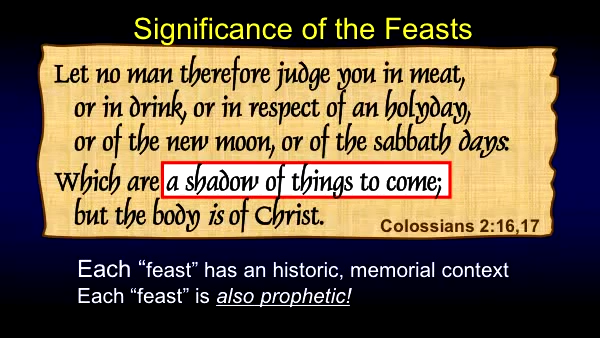 Significance of the Feasts
Let no man therefore judge you in meat,
or in drink, or in respect of an holyday,
or of the new moon, or of the sabbath days:
Which are a shadow of things to come;
but the body is of Christ.
Colossians 2:16,17
Each “feast” has an historic, memorial context
Each “feast” is also prophetic!